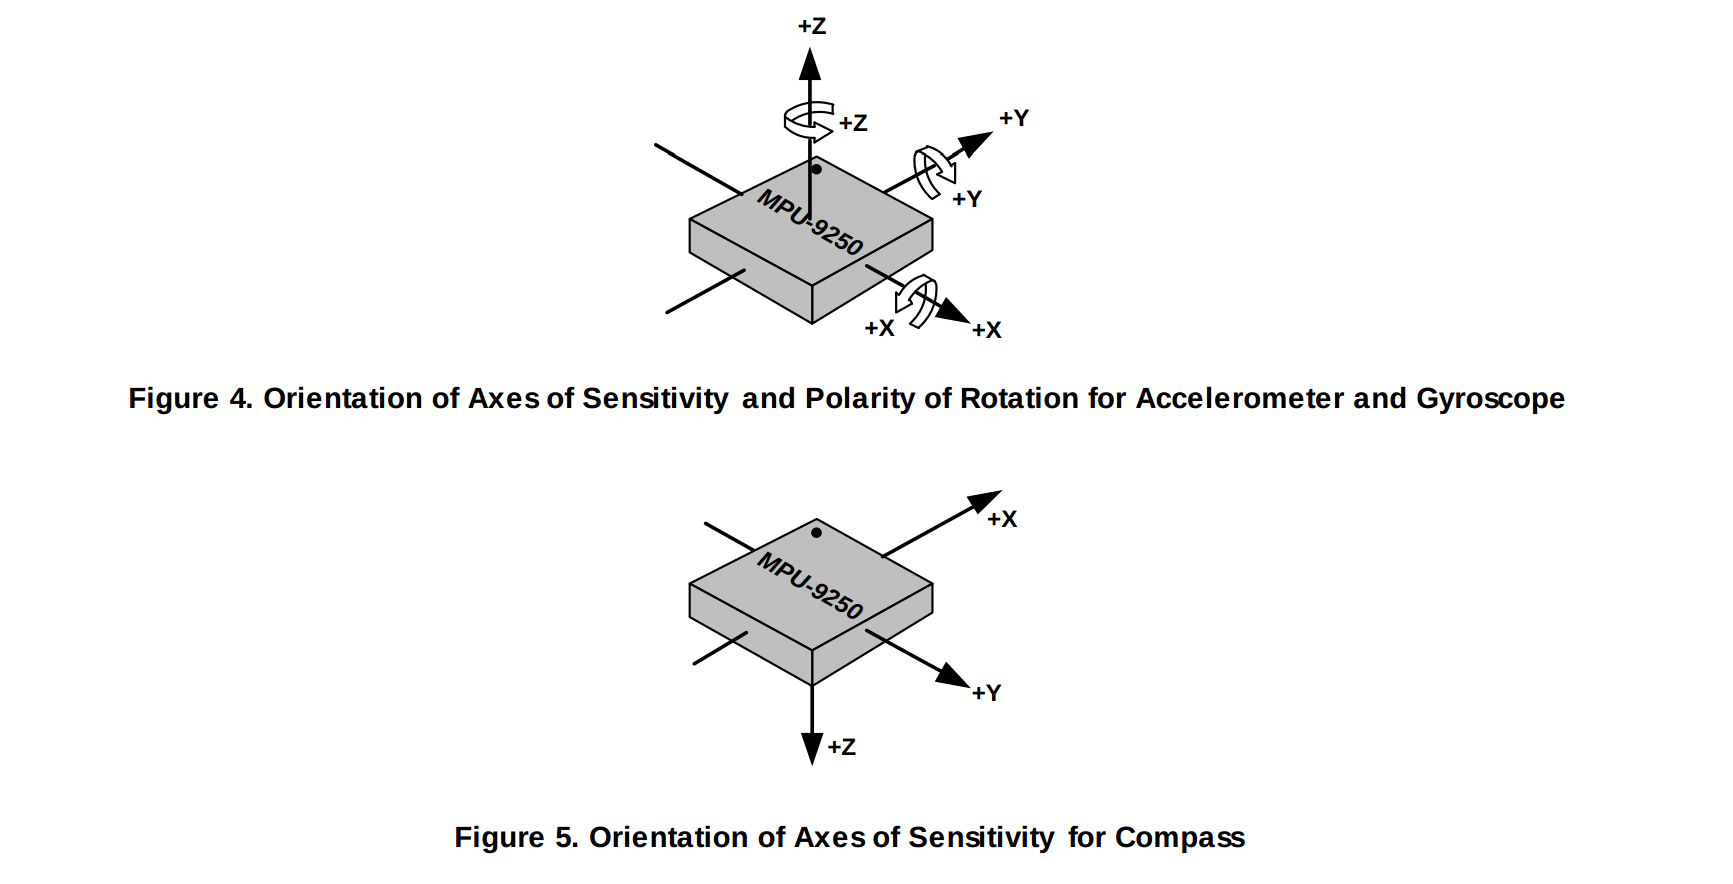 +Z
+Z
+Y
+Y
MPU-9250
+X
+X
Figure 4. Orientation of Axes of Sensitivity and Polarity of Rotation for Accelerometer and Gyroscope
+X
MPU-9250
+Y
+Z
Figure 5. Orientation of Axes of Sensitivity for Compass